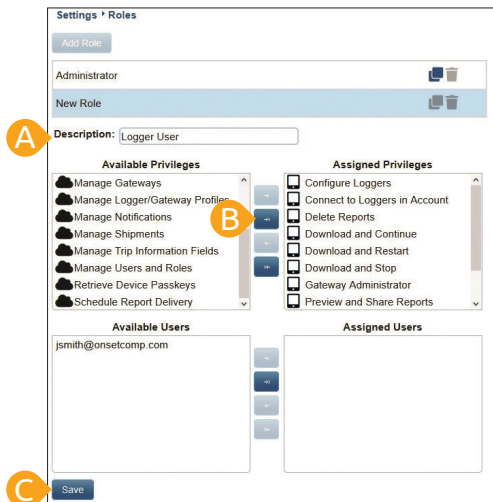 Settings ‣ Roles
Add Role
Administrator
New Role
A
Description: Logger User
Available Privileges
Assigned Privileges
Manage Gateways
Manage Logger/Gateway Profiles
Manage Notifications
Manage Shipments
Manage Trip Information Fields
Manage Users and Roles
Retrieve Device Passkeys
Schedule Report Delivery
B
Configure Loggers
Connect to Loggers in Account
Delete Reports
Download and Continue
Download and Restart
Download and Stop
Gateway Administrator
Preview and Share Reports
Available Users
Assigned Users
jsmith@onsetcomp.com
C
Save